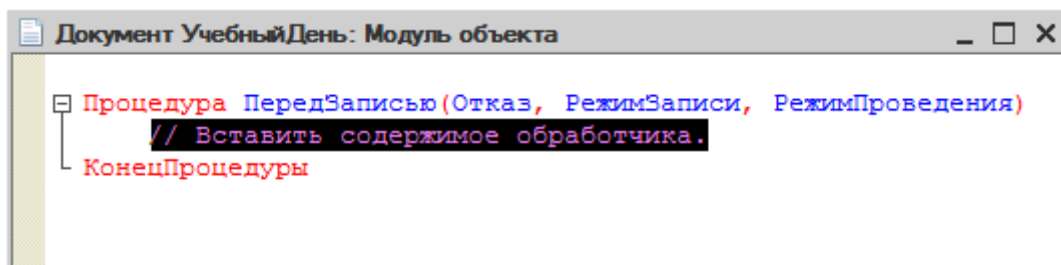 Документ УчебныйДень: Модуль объекта
Процедура ПередЗаписью(Отказ, РежимЗаписи, РежимПроведения)
// Вставить содержимое обработчика.
КонецПроцедуры